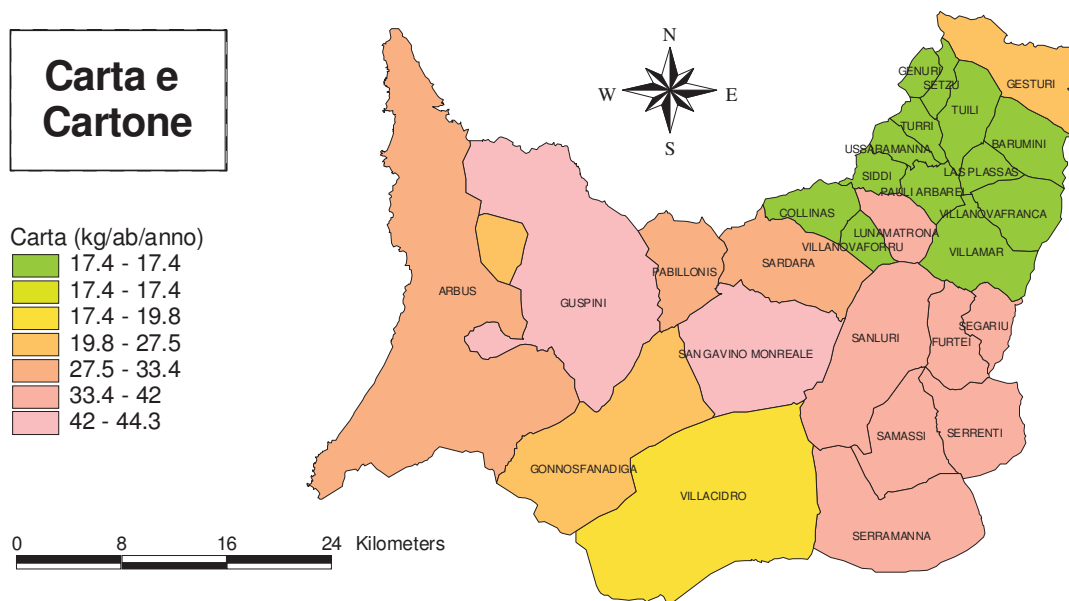 Carta e
Cartone
N
W E
S
Carta (kg/ab/anno)
17.4 - 17.4
17.4 - 17.4
17.4 - 19.8
19.8 - 27.5
27.5 - 33.4
33.4 - 42
42 - 44.3
0 8 16 24 Kilometers
GENURI
SETZU
GESTURI
TUILI
TURRI
BARUMINI
USSARAMANNA
LAS PLASSAS
SIDDI
PAULI ARBAREI
COLLINAS
VILLANOVAFRANCA
LUNAMATRONA
VILLANOVAFORRU
VILLAMAR
SARDARA
PABILLONIS
ARBUS
GUSPINI
SEGARIU
SANLURI
FURTEI
SAN GAVINO MONREALE
SAMASSI
SERRENTI
GONNOSFANADIGA
VILLACIDRO
SERRAMANNA